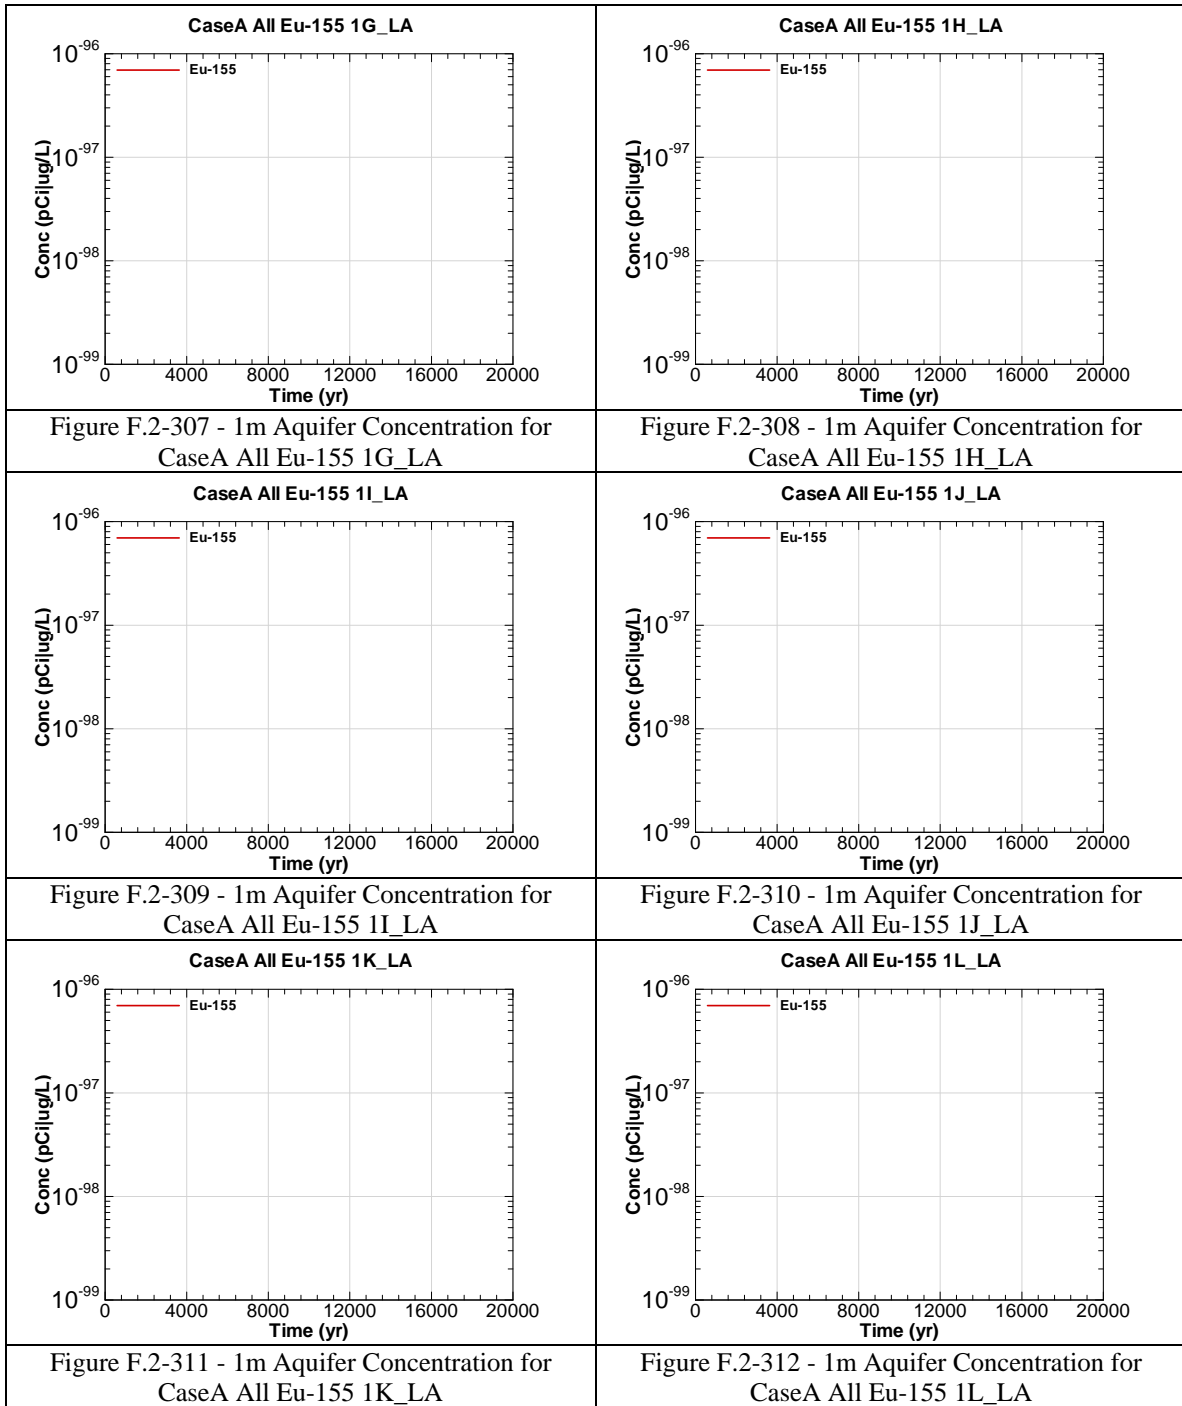 CaseA All Eu-155 1G_LA
10^-96
Eu-155
10^-97
Conc (pCi|ug/L)
10^-98
10^-99
0 4000 8000 12000 16000 20000
Time (yr)
Figure F.2-307 - 1m Aquifer Concentration for
CaseA All Eu-155 1G_LA
CaseA All Eu-155 1H_LA
10^-96
Eu-155
10^-97
Conc (pCi|ug/L)
10^-98
10^-99
0 4000 8000 12000 16000 20000
Time (yr)
Figure F.2-308 - 1m Aquifer Concentration for
CaseA All Eu-155 1H_LA
CaseA All Eu-155 1I_LA
10^-96
Eu-155
10^-97
Conc (pCi|ug/L)
10^-98
10^-99
0 4000 8000 12000 16000 20000
Time (yr)
Figure F.2-309 - 1m Aquifer Concentration for
CaseA All Eu-155 1I_LA
CaseA All Eu-155 1J_LA
10^-96
Eu-155
10^-97
Conc (pCi|ug/L)
10^-98
10^-99
0 4000 8000 12000 16000 20000
Time (yr)
Figure F.2-310 - 1m Aquifer Concentration for
CaseA All Eu-155 1J_LA
CaseA All Eu-155 1K_LA
10^-96
Eu-155
10^-97
Conc (pCi|ug/L)
10^-98
10^-99
0 4000 8000 12000 16000 20000
Time (yr)
Figure F.2-311 - 1m Aquifer Concentration for
CaseA All Eu-155 1K_LA
CaseA All Eu-155 1L_LA
10^-96
Eu-155
10^-97
Conc (pCi|ug/L)
10^-98
10^-99
0 4000 8000 12000 16000 20000
Time (yr)
Figure F.2-312 - 1m Aquifer Concentration for
CaseA All Eu-155 1L_LA